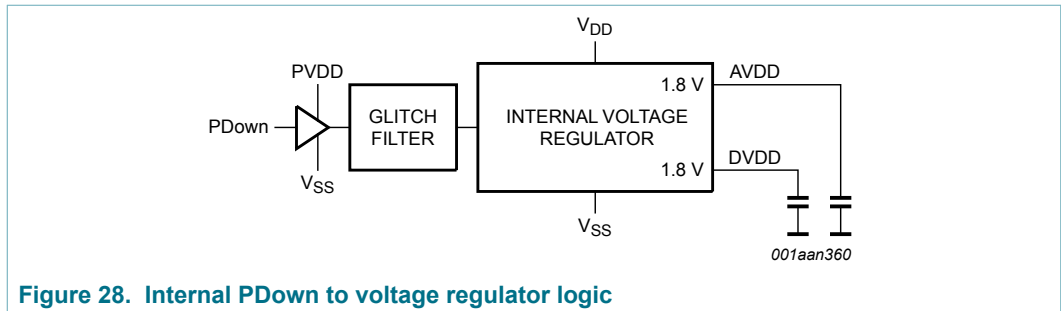 VDD
PVDD
1.8 V
AVDD
PDown
GLITCH
FILTER
INTERNAL VOLTAGE
REGULATOR
1.8 V
DVDD
VSS
VSS
001aan360
Figure 28. Internal PDown to voltage regulator logic